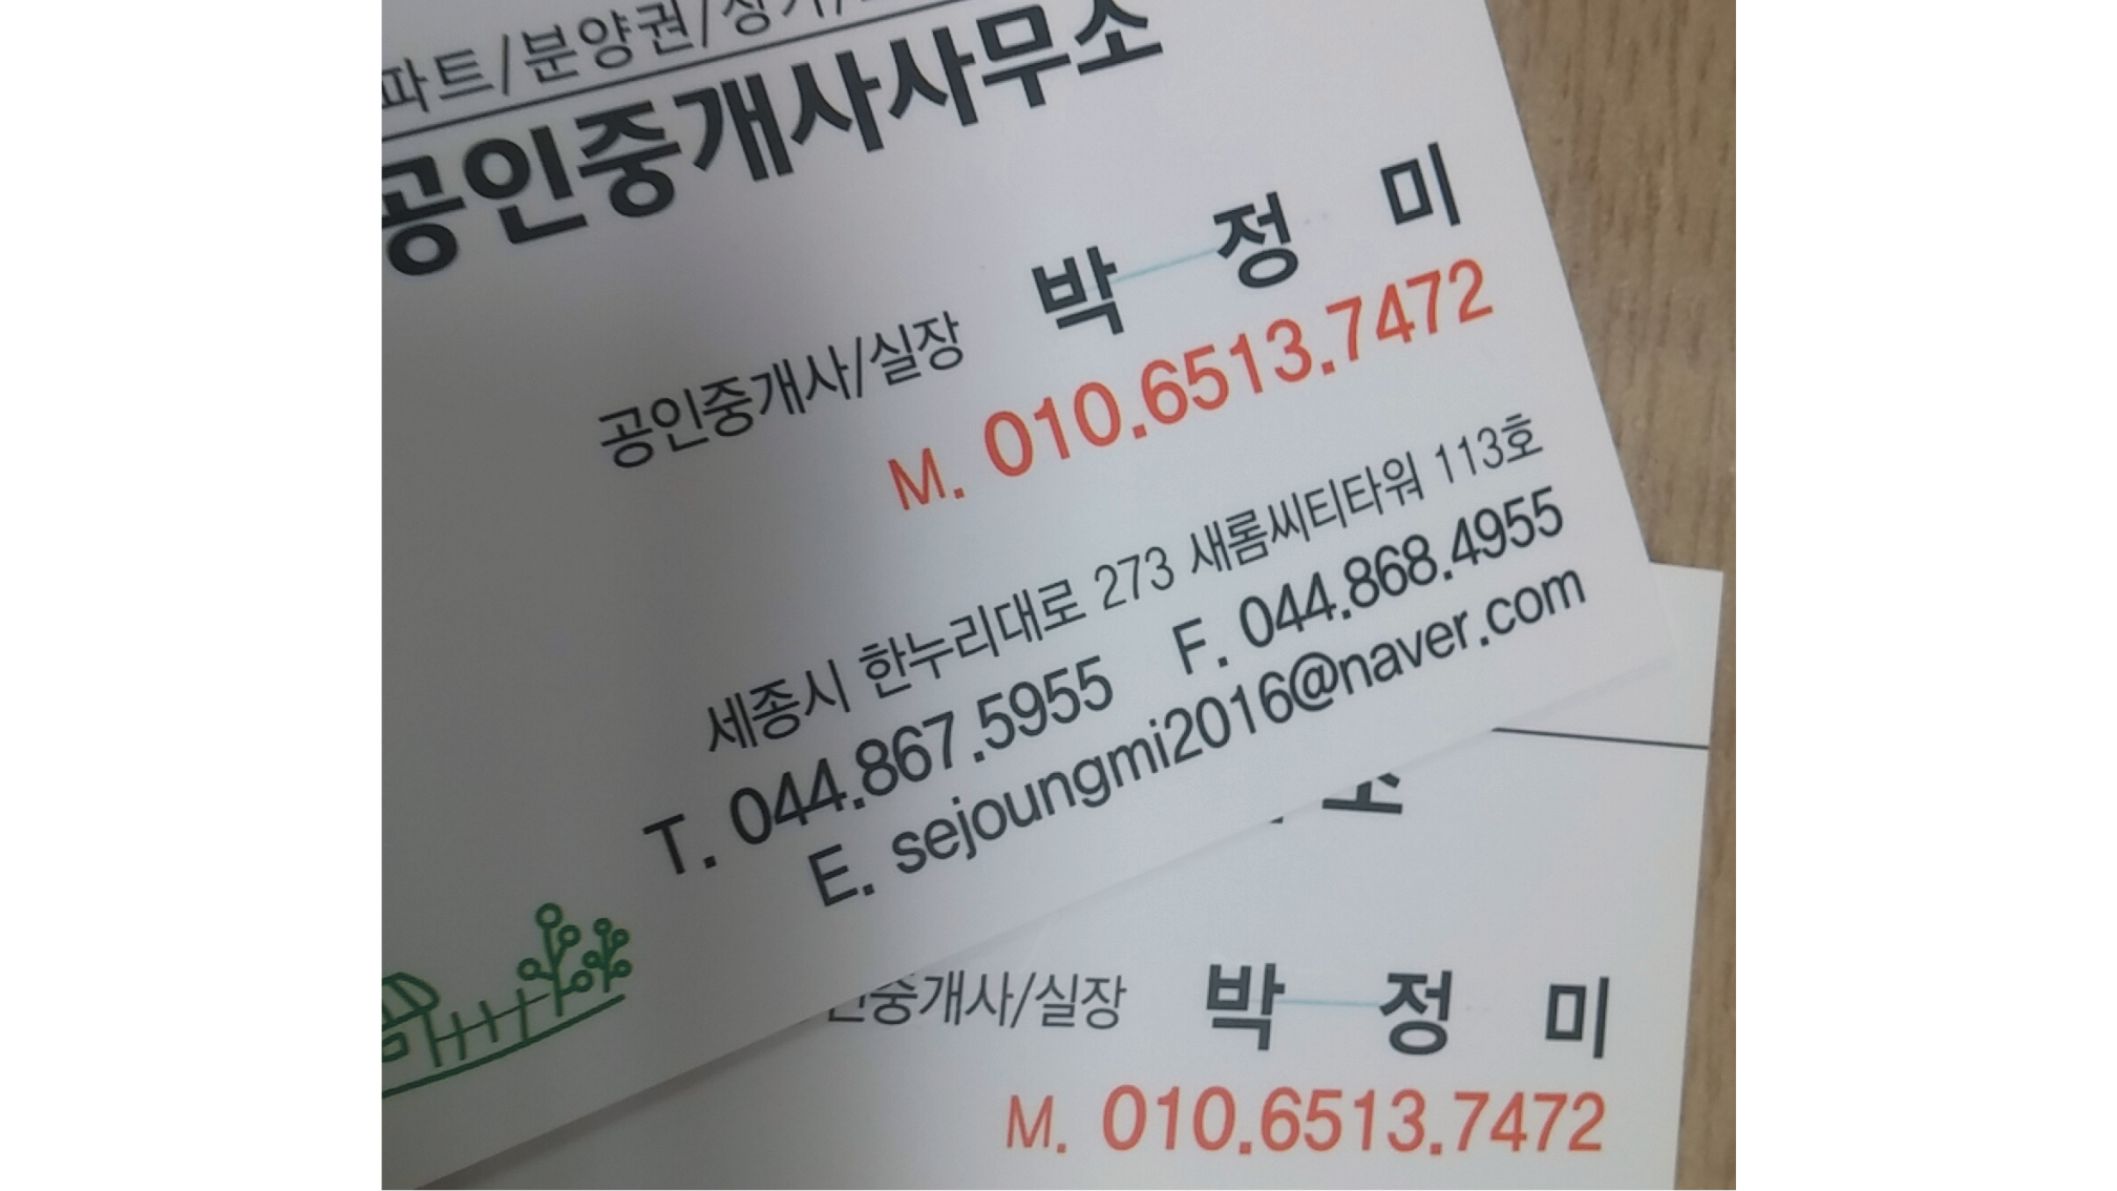 파트/분양권/상가/
공인중개사사무소
공인중개사/실장 박 정 미
M. 010.6513.7472
세종시 한누리대로 273 새롬씨티타워 113호
T. 044.867.5955 F. 044.868.4955
E. sejoungmi2016@naver.com
소
인중개사/실장 박 정 미
M. 010.6513.7472